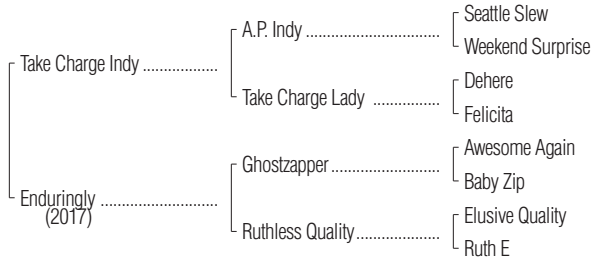 Seattle Slew
A.P. Indy ........................................
Weekend Surprise
Take Charge Indy ......................
Dehere
Take Charge Lady ....................
Felicita
Awesome Again
Ghostzapper................................
Baby Zip
Enduringly ..................................
(2017)
Elusive Quality
Ruthless Quality........................
Ruth E